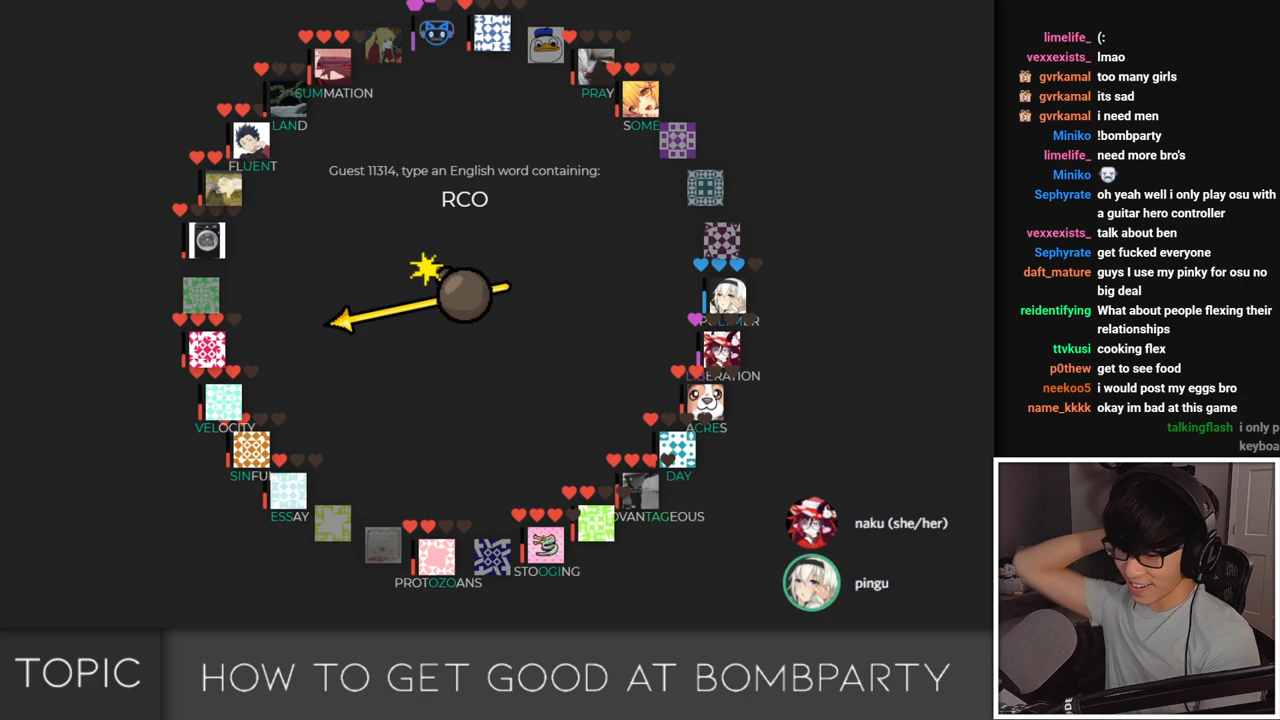 SUMMATION
PRAY
LAND
SOME
FLUENT
Guest 11314, type an English word containing:
RCO
LIBERATION
VELOCITY
ACRES
DAY
ESSAY
STOOGING
PROTOZOANS
naku (she/her)
pingu
TOPIC
HOW TO GET GOOD AT BOMBPARTY
limelife_ (:
vexxexists_ lmao
gvrkamal too many girls
gvrkamal its sad
gvrkamal i need men
Miniko !bombparty
limelife_ need more bro's
Miniko
Sephyrate oh yeah well i only play osu with
a guitar hero controller
vexxexists_ talk about ben
Sephyrate get fucked everyone
daft_mature guys I use my pinky for osu no
big deal
reidentifying What about people flexing their
relationships
ttvkusi cooking flex
p0thew get to see food
neekoo5 i would post my eggs bro
name_kkkk okay im bad at this game
talkingflash i only p
keyboa